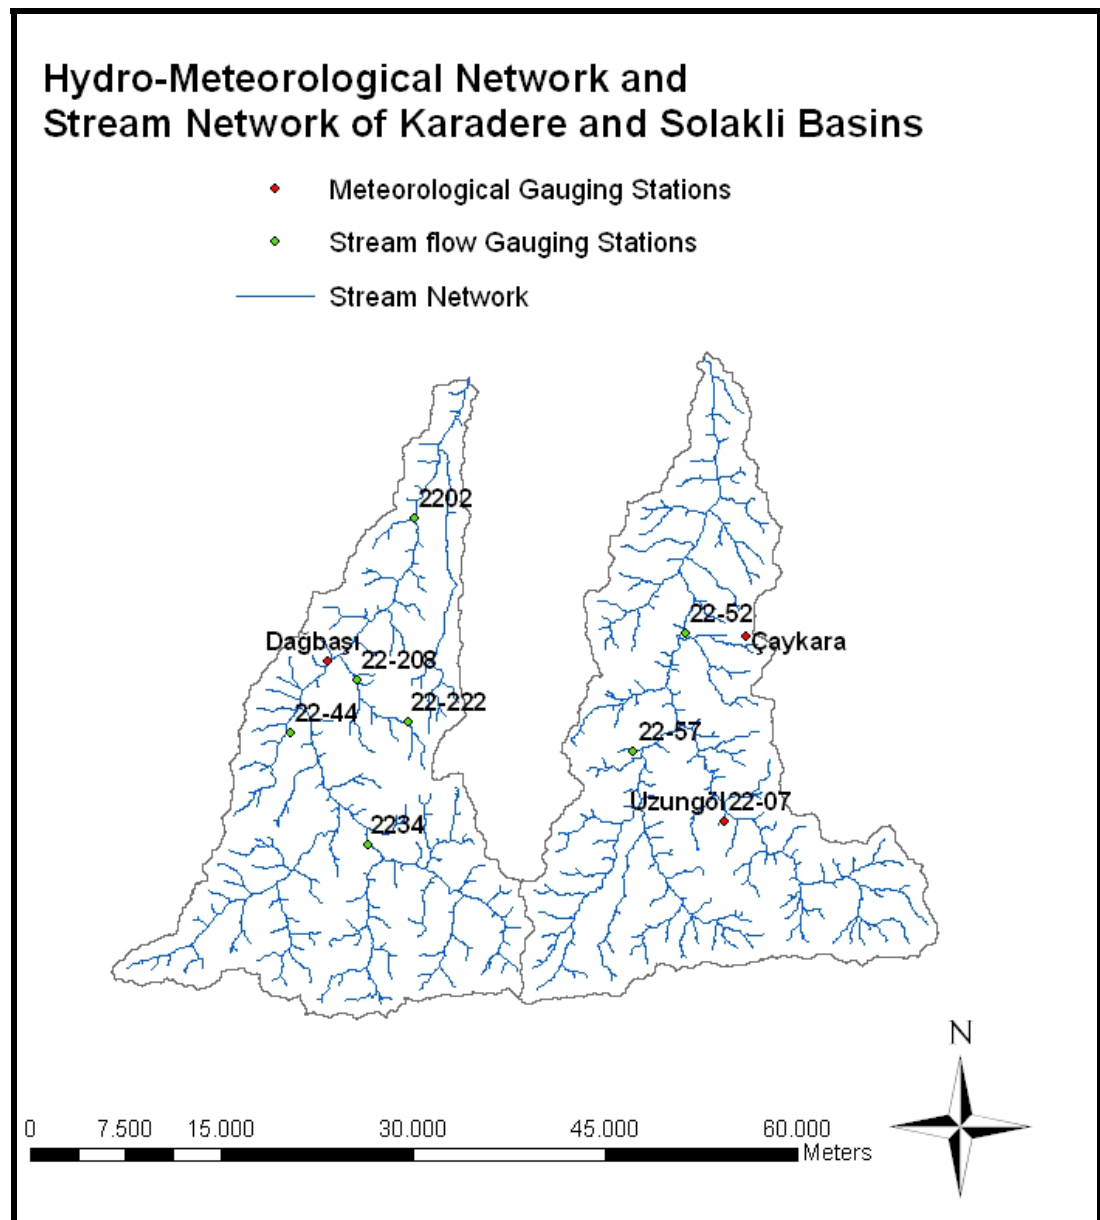 Hydro-Meteorological Network and
Stream Network of Karadere and Solakli Basins
Meteorological Gauging Stations
Stream flow Gauging Stations
Stream Network
2202
22-52
Dağbaşı
Çaykara
22-208
22-222
22-44
22-57
Uzungöl 22-07
2234
N
0 7.500 15.000 30.000 45.000 60.000
Meters